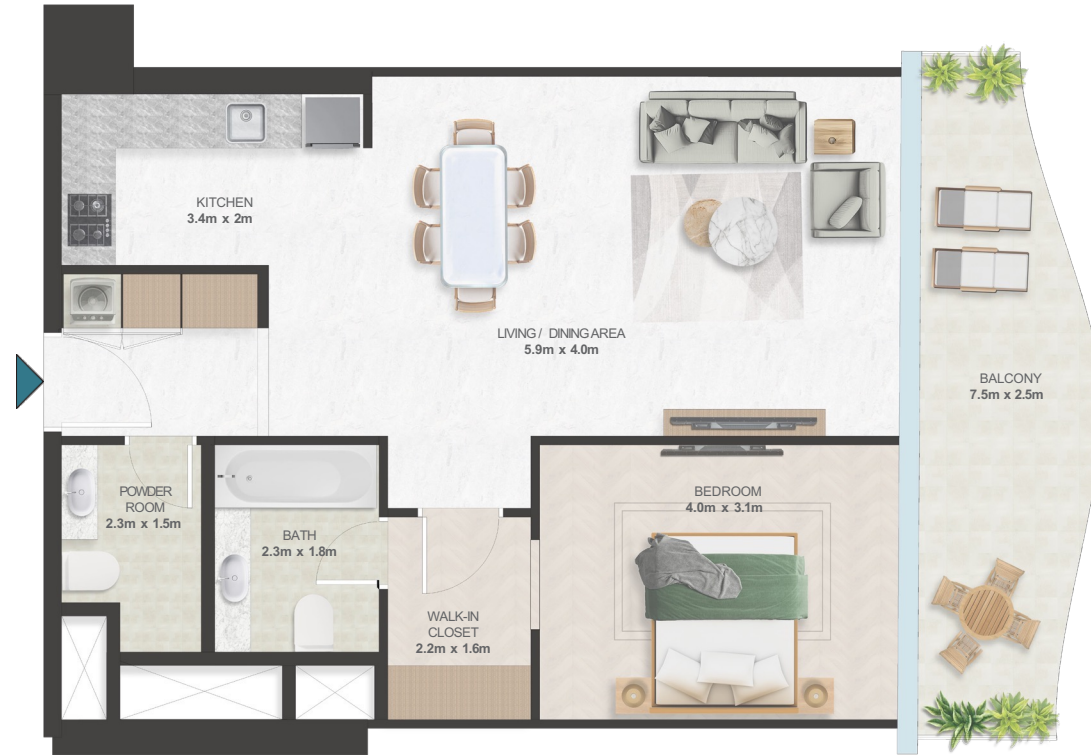 KITCHEN
3.4m x 2m
LIVING / DINING AREA
5.9m x 4.0m
BALCONY
7.5m x 2.5m
POWDER
ROOM
2.3m x 1.5m
BATH
2.3m x 1.8m
BEDROOM
4.0m x 3.1m
WALK-IN
CLOSET
2.2m x 1.6m